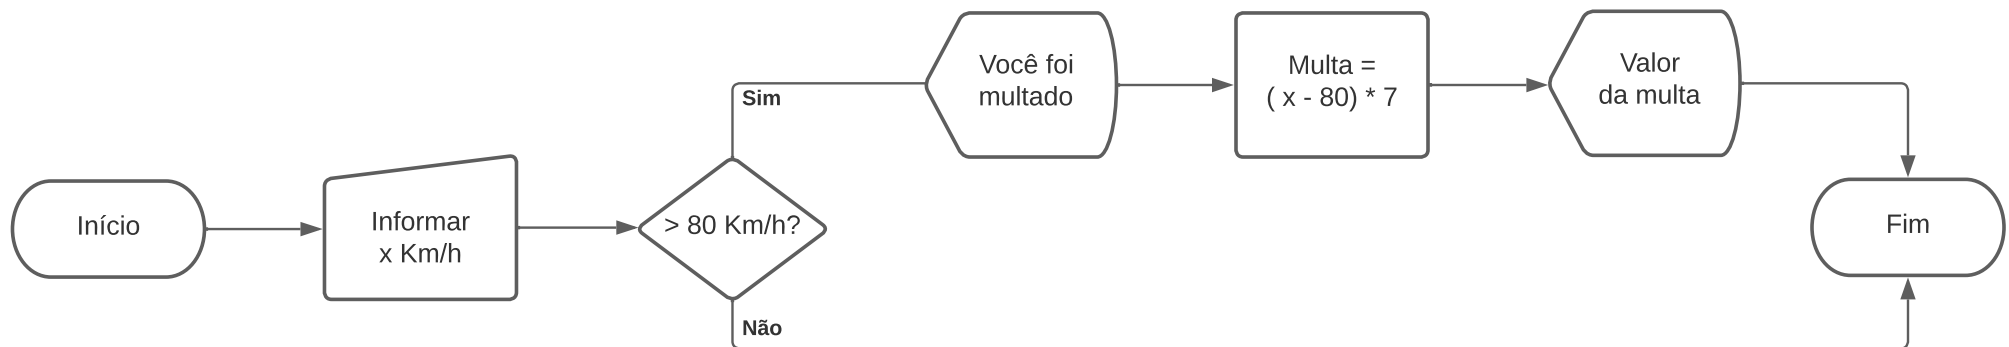 Início
Informar
x Km/h
> 80 Km/h?
Sim
Não
Você foi
multado
Multa =
( x - 80) * 7
Valor
da multa
Fim